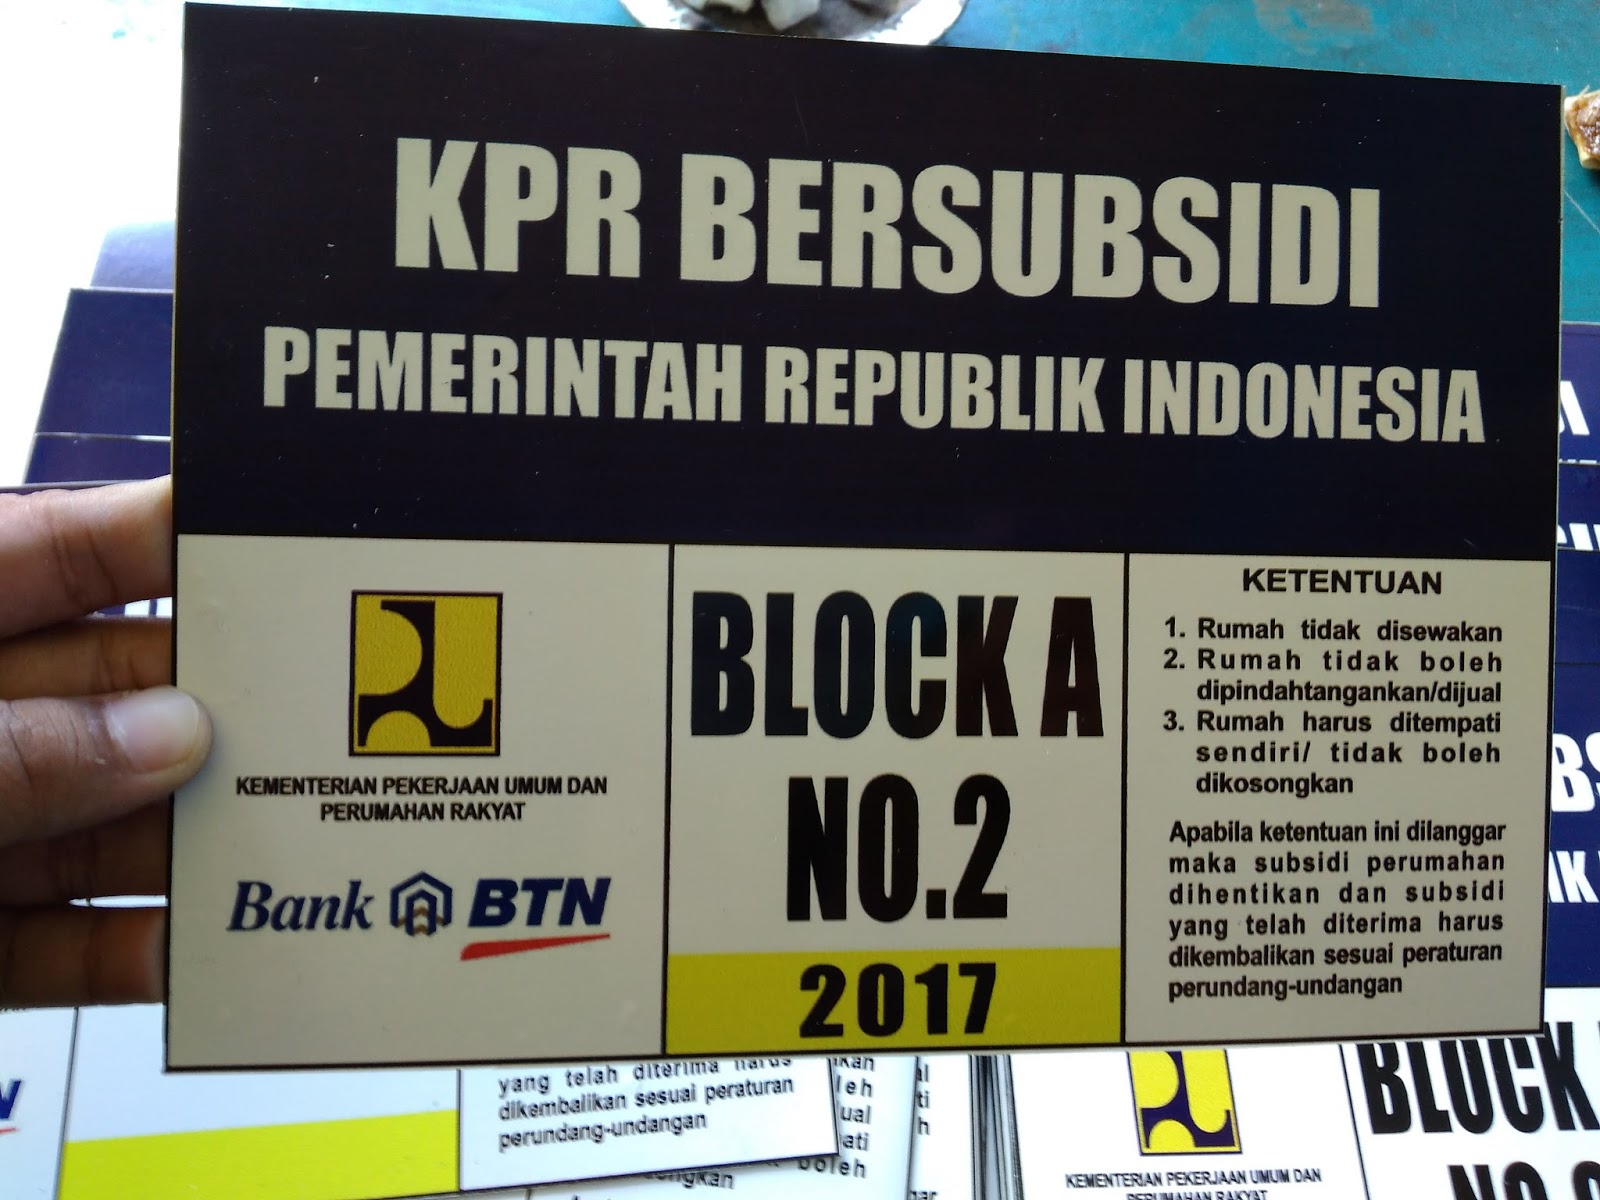 KPR BERSUBSIDI
PEMERINTAH REPUBLIK INDONESIA
KEMENTERIAN PEKERJAAN UMUM DAN
PERUMAHAN RAKYAT
Bank BTN
BLOCK A
NO.2
2017
KETENTUAN
1. Rumah tidak disewakan
2. Rumah tidak boleh
dipindahtangankan/dijual
3. Rumah harus ditempati
sendiri/ tidak boleh
dikosongkan
Apabila ketentuan ini dilanggar
maka subsidi perumahan
dihentikan dan subsidi
yang telah diterima harus
dikembalikan sesuai peraturan
perundang-undangan
yang telah diterima harus
dikembalikan sesuai peraturan
perundang-undangan
boleh
KEMENTERIAN PEKERJAAN UMUM DAN
PERUMAHAN RAKYAT
BLOCK